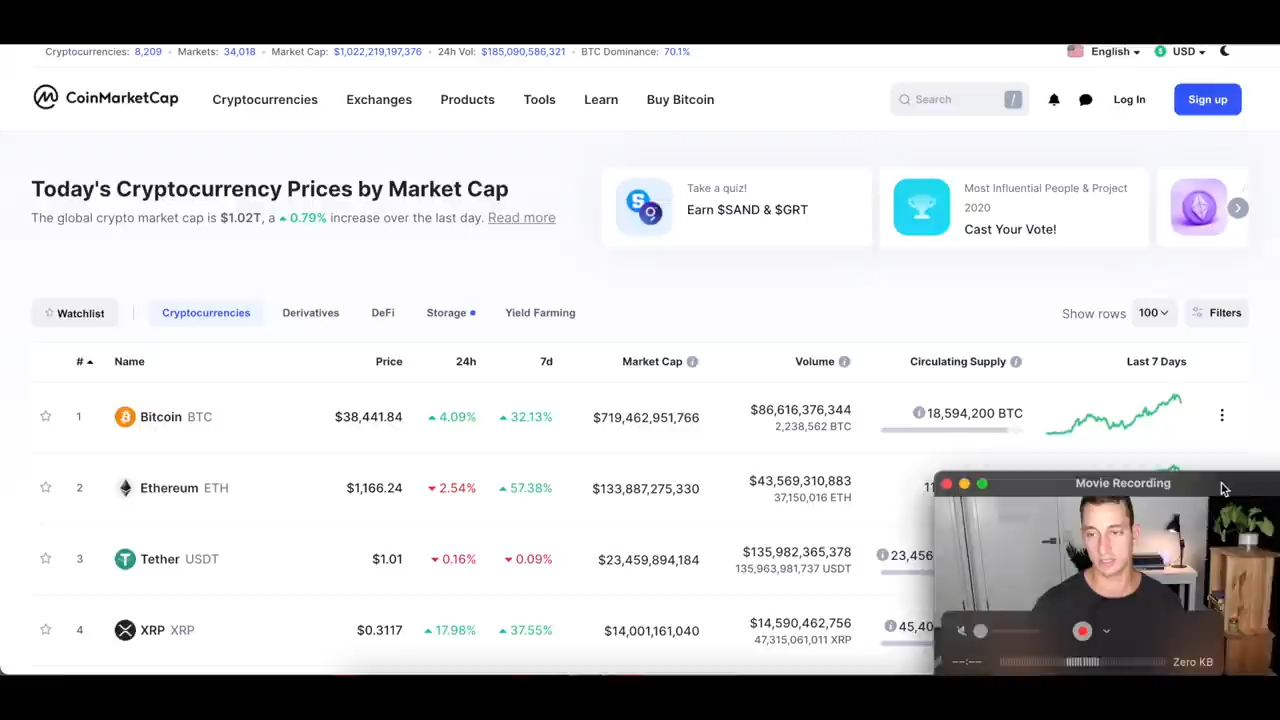 Cryptocurrencies: 8,209 • Markets: 34,018 • Market Cap: $1,022,219,197,376 • 24h Vol: $185,090,586,321 • BTC Dominance: 70.1%
English
USD
CoinMarketCap
Cryptocurrencies
Exchanges
Products
Tools
Learn
Buy Bitcoin
Search
/
Log In
Sign up
Today's Cryptocurrency Prices by Market Cap
The global crypto market cap is $1.02T, a 0.79% increase over the last day. Read more
Take a quiz!
Earn $SAND & $GRT
Most Influential People & Project
2020
Cast Your Vote!
Watchlist
Cryptocurrencies
Derivatives
DeFi
Storage
Yield Farming
Show rows
100
Filters
# Name Price 24h 7d Market Cap Volume Circulating Supply Last 7 Days
1 Bitcoin BTC $38,441.84 4.09% 32.13% $719,462,951,766 $86,616,376,344 18,594,200 BTC
2,238,562 BTC
2 Ethereum ETH $1,166.24 2.54% 57.38% $133,887,275,330 $43,569,310,883 11
37,150,016 ETH
3 Tether USDT $1.01 0.16% 0.09% $23,459,894,184 $135,982,365,378 23,456
135,963,981,737 USDT
4 XRP XRP $0.3117 17.98% 37.55% $14,001,161,040 $14,590,462,756 45,40
47,315,061,011 XRP
Movie Recording
--:--
Zero KB